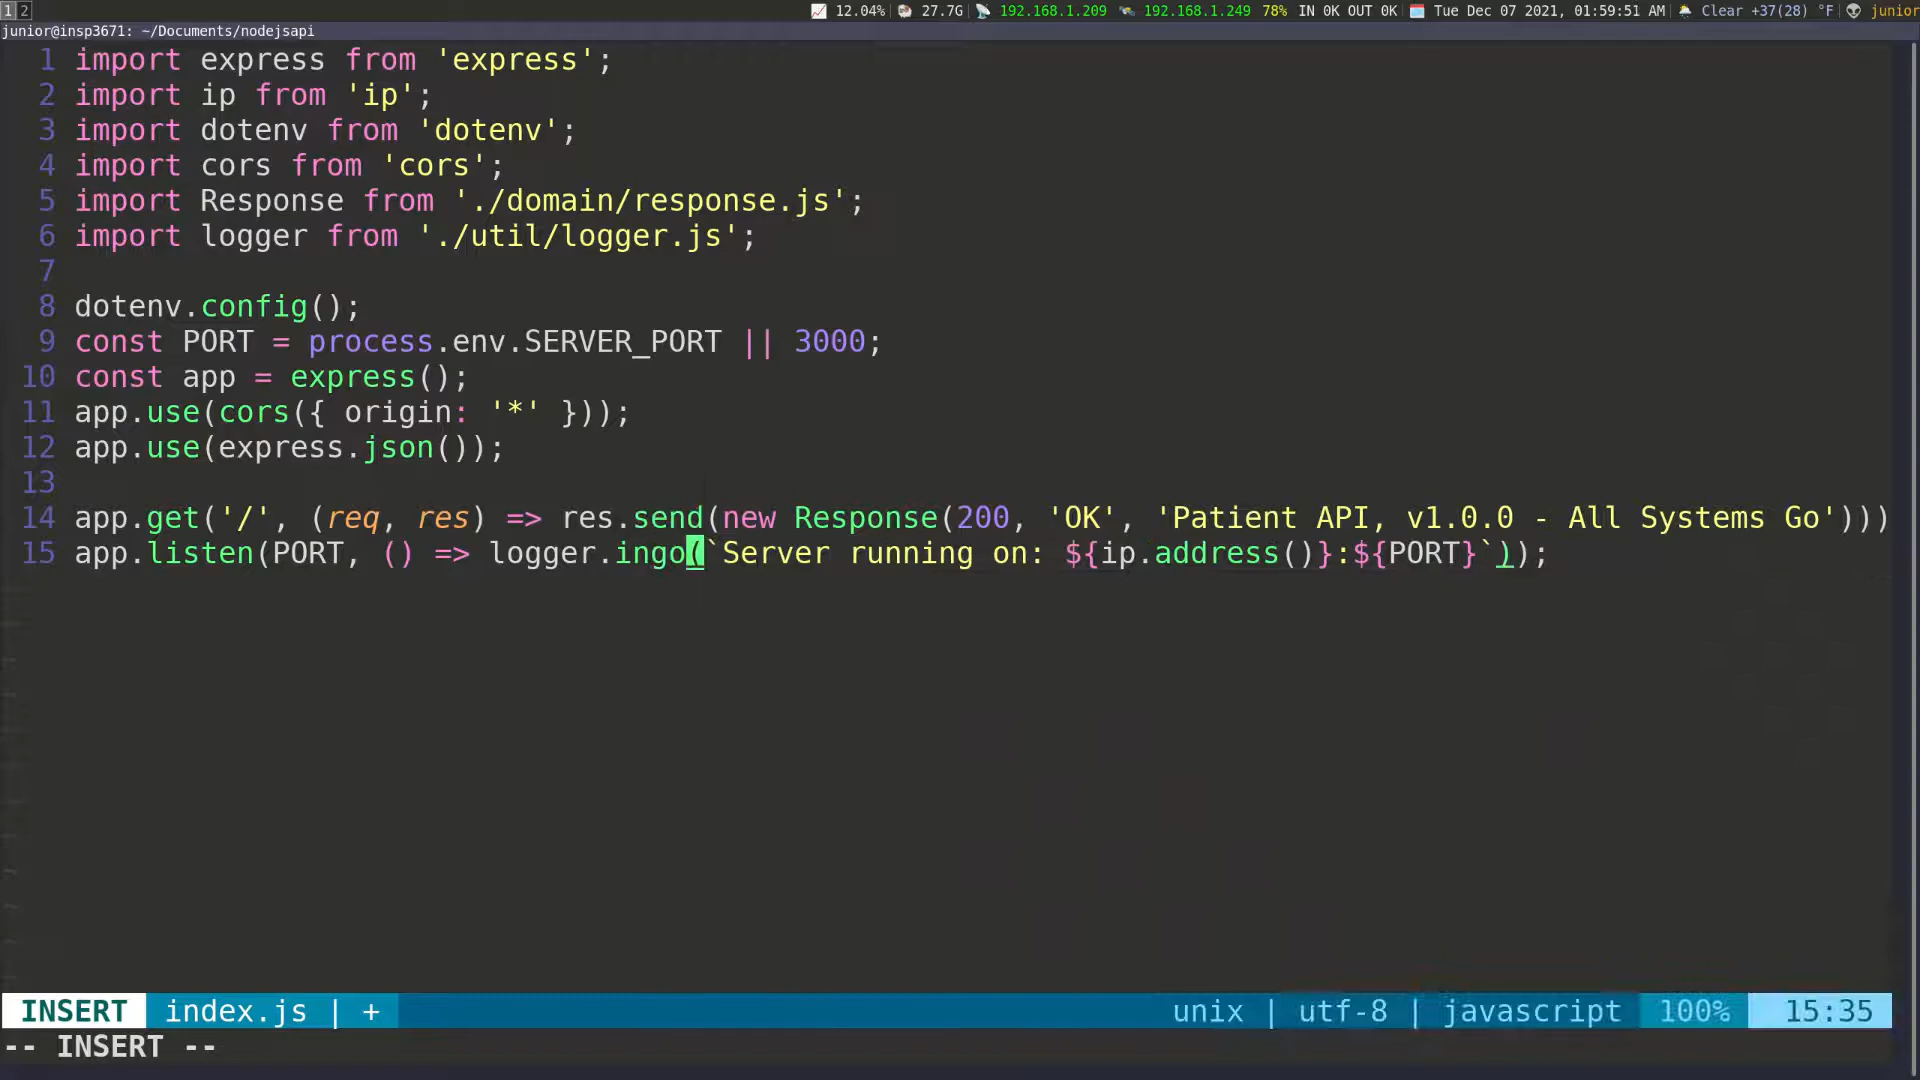 1 2 12.04% 27.7G 192.168.1.209 192.168.1.249 78% IN 0K OUT 0K Tue Dec 07 2021, 01:59:51 AM Clear +37(28) °F junior
junior@insp3671: ~/Documents/nodejsapi
1 import express from 'express';
2 import ip from 'ip';
3 import dotenv from 'dotenv';
4 import cors from 'cors';
5 import Response from './domain/response.js';
6 import logger from './util/logger.js';
7
8 dotenv.config();
9 const PORT = process.env.SERVER_PORT || 3000;
10 const app = express();
11 app.use(cors({ origin: '*' }));
12 app.use(express.json());
13
14 app.get('/', (req, res) => res.send(new Response(200, 'OK', 'Patient API, v1.0.0 - All Systems Go')))
15 app.listen(PORT, () => logger.ingo(`Server running on: ${ip.address()}:${PORT}`));
~
~
~
~
~
~
~
~
~
INSERT index.js | + unix | utf-8 | javascript 100% 15:35
-- INSERT --